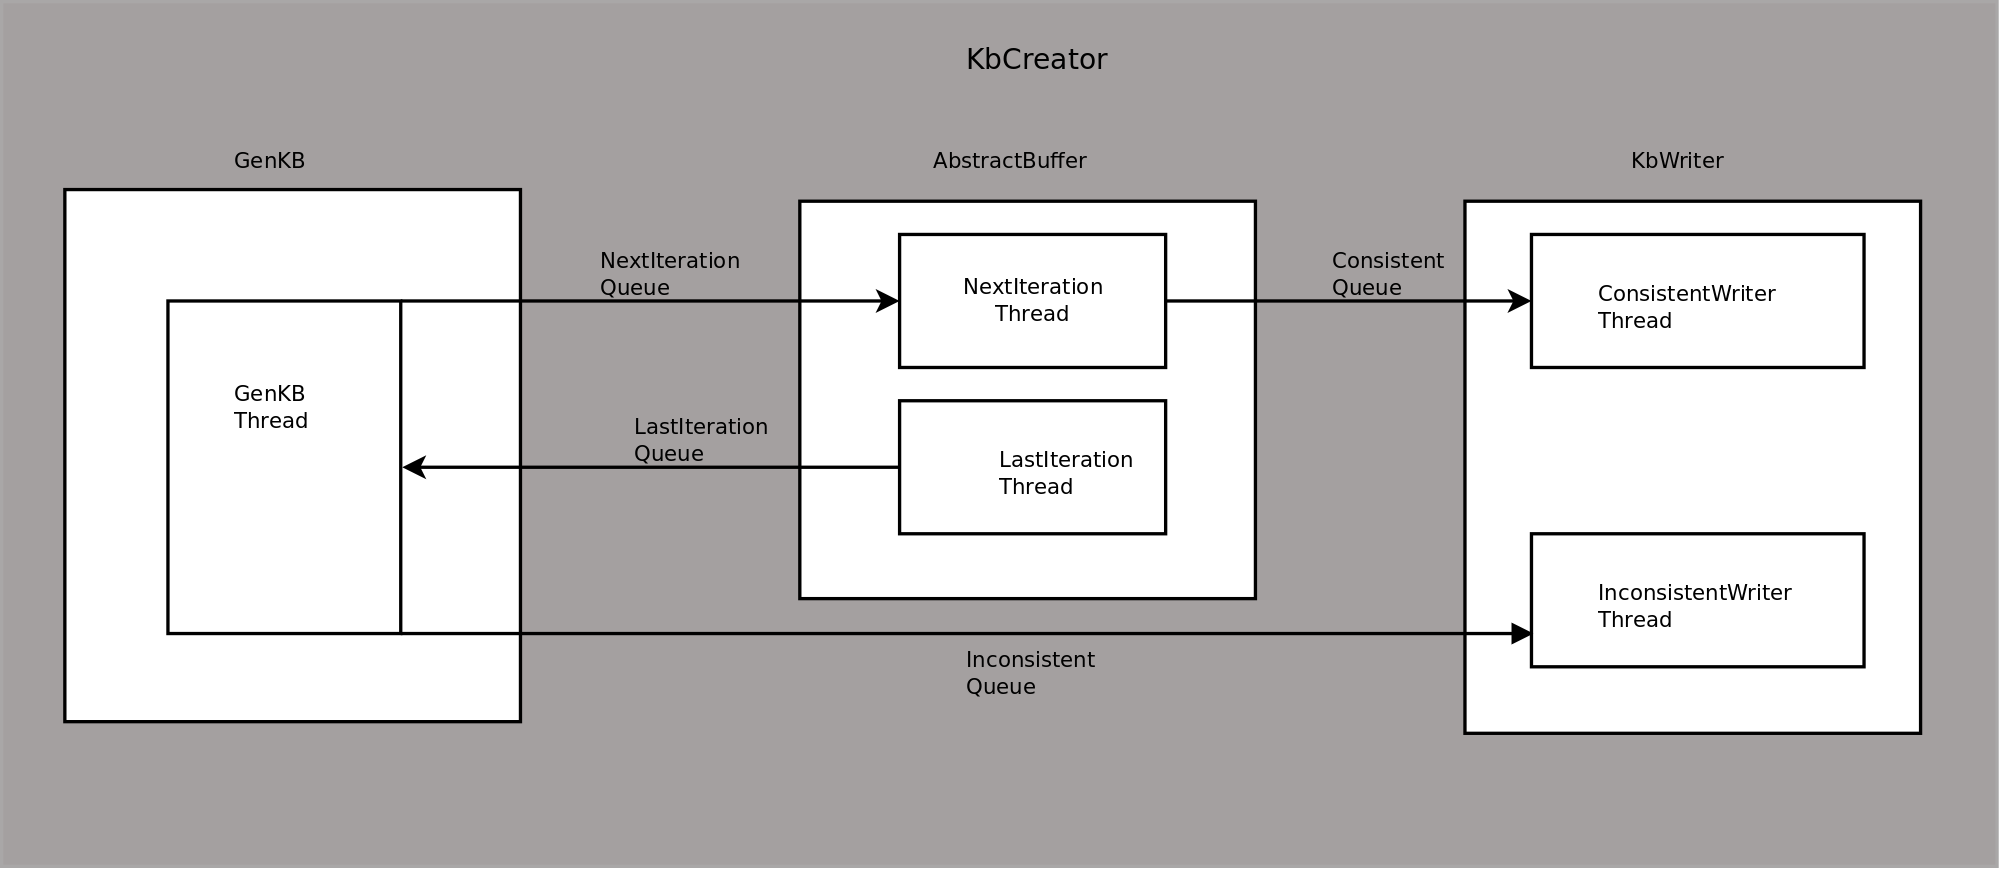 KbCreator
GenKB
AbstractBuffer
KbWriter
NextIteration
Queue
NextIteration
Thread
Consistent
Queue
ConsistentWriter
Thread
GenKB
Thread
LastIteration
Queue
LastIteration
Thread
InconsistentWriter
Thread
Inconsistent
Queue